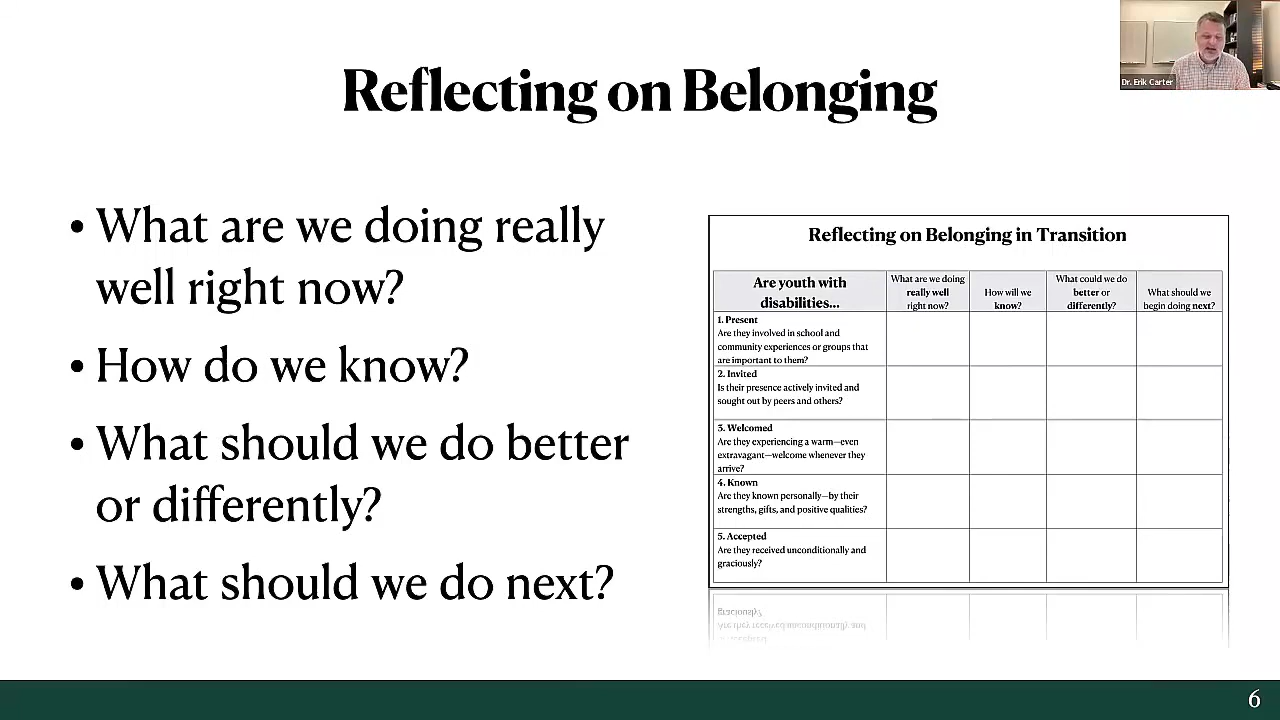 Dr. Erik Carter
Reflecting on Belonging
• What are we doing really
well right now?
• How do we know?
• What should we do better
or differently?
• What should we do next?
Reflecting on Belonging in Transition
Are youth with
disabilities...
What are we doing
really well
right now?
How will we
know?
What could we do
better or
differently?
What should we
begin doing next?
1. Present
Are they involved in school and
community experiences or groups that
are important to them?
2. Invited
Is their presence actively invited and
sought out by peers and others?
3. Welcomed
Are they experiencing a warm—even
extravagant—welcome whenever they
arrive?
4. Known
Are they known personally—by their
strengths, gifts, and positive qualities?
5. Accepted
Are they received unconditionally and
graciously?
6